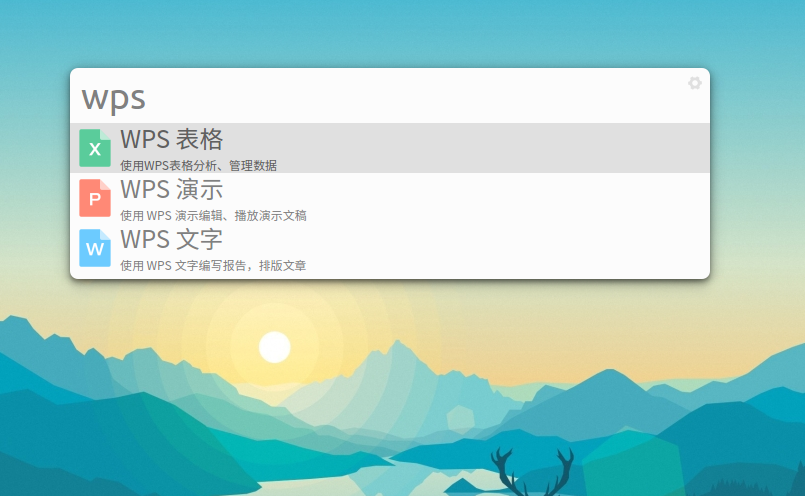 wps
X
WPS 表格
使用WPS表格分析、管理数据
P
WPS 演示
使用 WPS 演示编辑、播放演示文稿
W
WPS 文字
使用 WPS 文字编写报告，排版文章